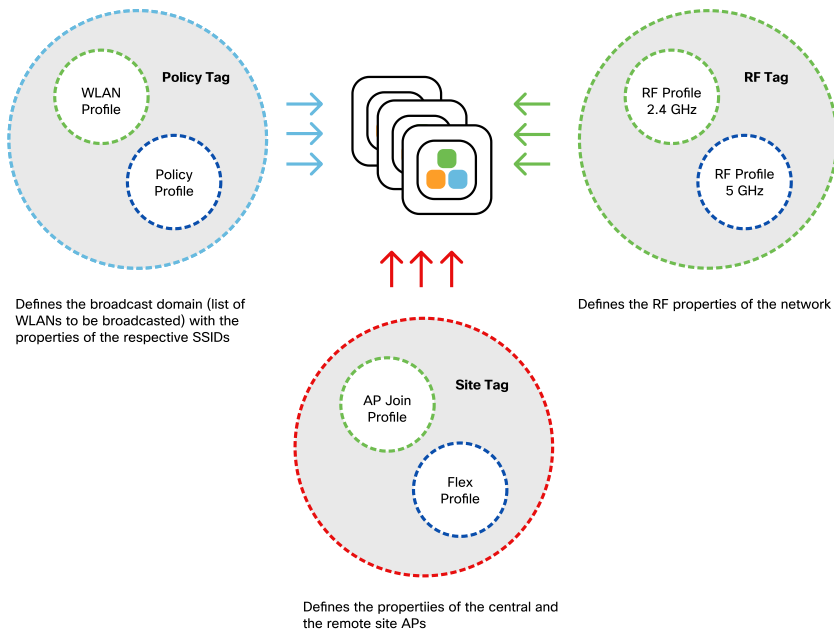 Policy Tag
WLAN
Profile
Policy
Profile
Defines the broadcast domain (list of
WLANs to be broadcasted) with the
properties of the respective SSIDs
RF Tag
RF Profile
2.4 GHz
RF Profile
5 GHz
Defines the RF properties of the network
Site Tag
AP Join
Profile
Flex
Profile
Defines the propertiies of the central and
the remote site APs